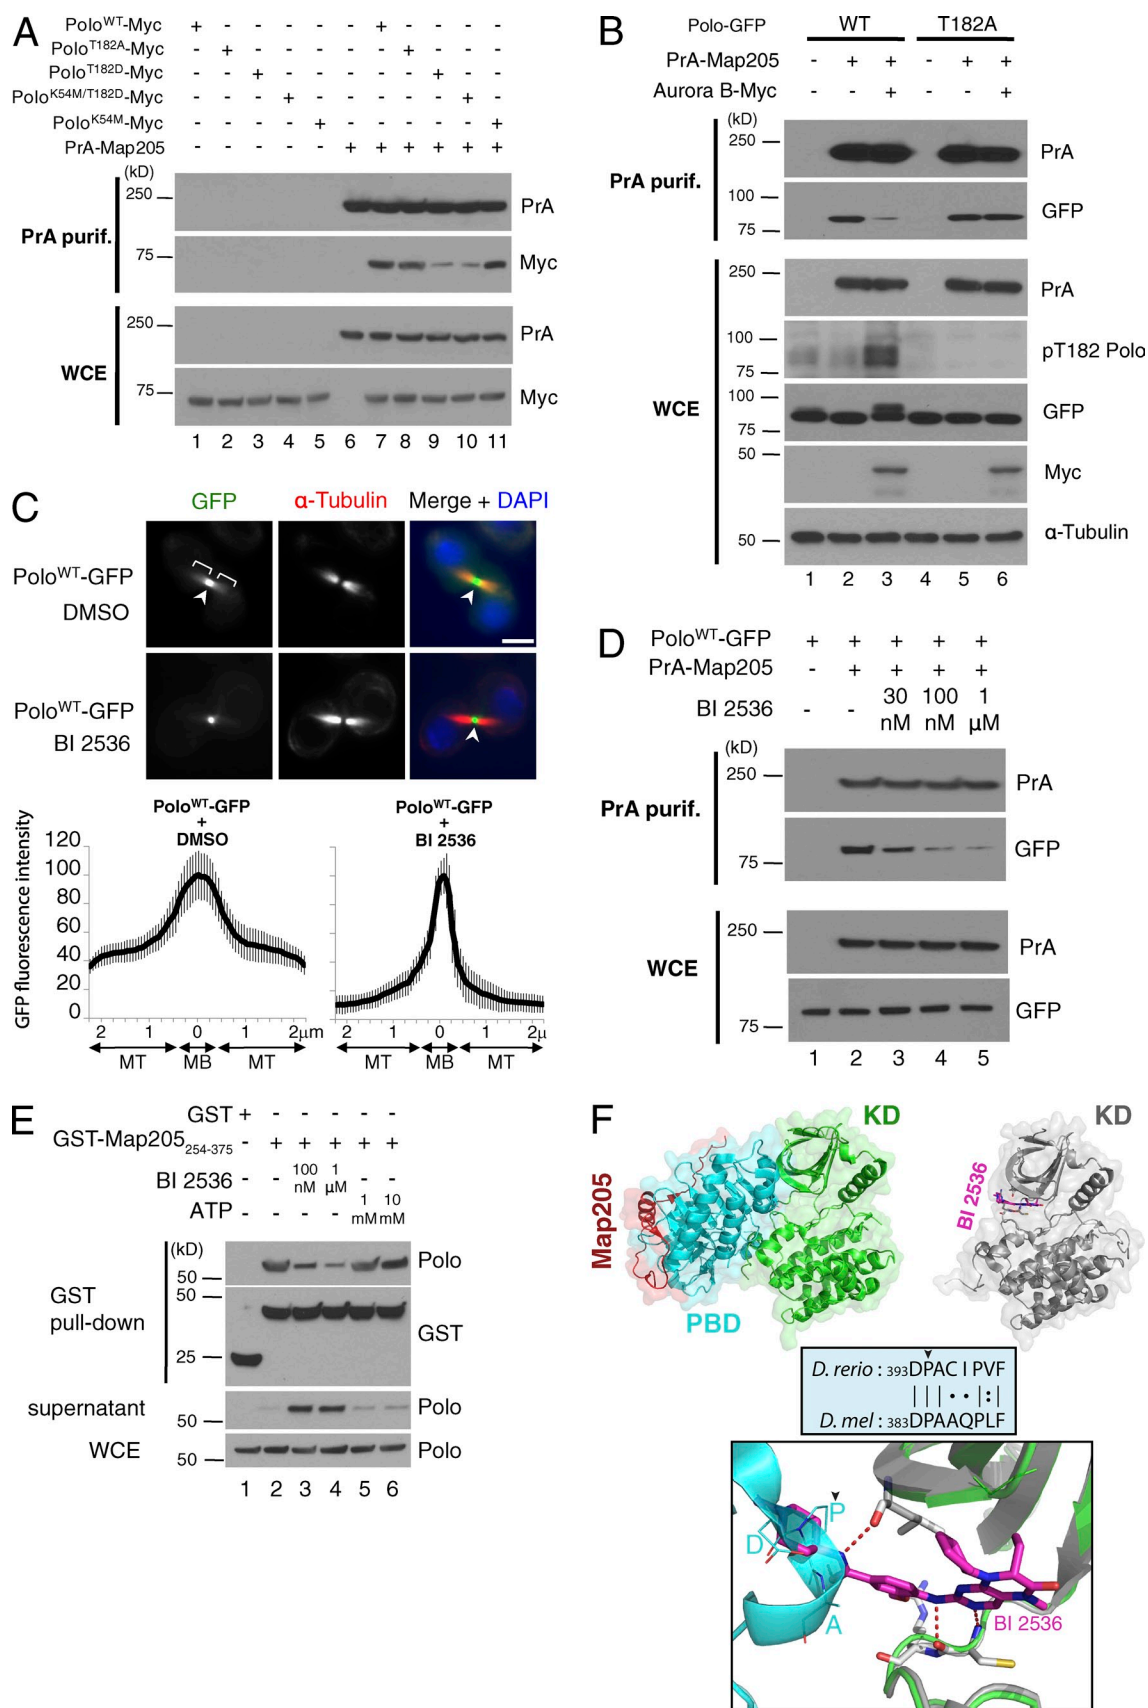 A
Polo^WT-Myc + - - - - - + - - - -
Polo^T182A-Myc - + - - - - - + - - -
Polo^T182D-Myc - - + - - - - - + - -
Polo^K54M/T182D-Myc - - - + - - - - - + -
Polo^K54M-Myc - - - - + - - - - - +
PrA-Map205 - - - - - + + + + + +
(kD)
PrA purif.
250
PrA
75
Myc
WCE
250
PrA
75
Myc
1 2 3 4 5 6 7 8 9 10 11
B
Polo-GFP WT T182A
PrA-Map205 - + + - + +
Aurora B-Myc - - + - - +
(kD)
PrA purif.
250
PrA
100
GFP
75
WCE
250
PrA
100
pT182 Polo
75
100
GFP
75
50
Myc
50
α-Tubulin
1 2 3 4 5 6
C
GFP α-Tubulin Merge + DAPI
Polo^WT-GFP
DMSO
Polo^WT-GFP
BI 2536
Polo^WT-GFP
+
DMSO
Polo^WT-GFP
+
BI 2536
GFP fluorescence intensity
120
100
80
60
40
20
0
2 1 0 1 2μm
MT MB MT
2 1 0 1 2μ
MT MB MT
D
Polo^WT-GFP + + + + +
PrA-Map205 - + + + +
BI 2536 - - 30 nM 100 nM 1 μM
(kD)
PrA purif.
250
PrA
75
GFP
WCE
250
PrA
75
GFP
1 2 3 4 5
E
GST + - - - - -
GST-Map205254-375 - + + + + +
BI 2536 - - 100 nM 1 μM - -
ATP - - - - 1 mM 10 mM
(kD)
GST pull-down
50
Polo
50
GST
25
supernatant 50 Polo
WCE 50 Polo
1 2 3 4 5 6
F
Map205
PBD
KD
BI 2536
KD
D. rerio : 393DPACIPVF
|||··|:|
D. mel : 383DPAAQPLF
P
D
A
BI 2536